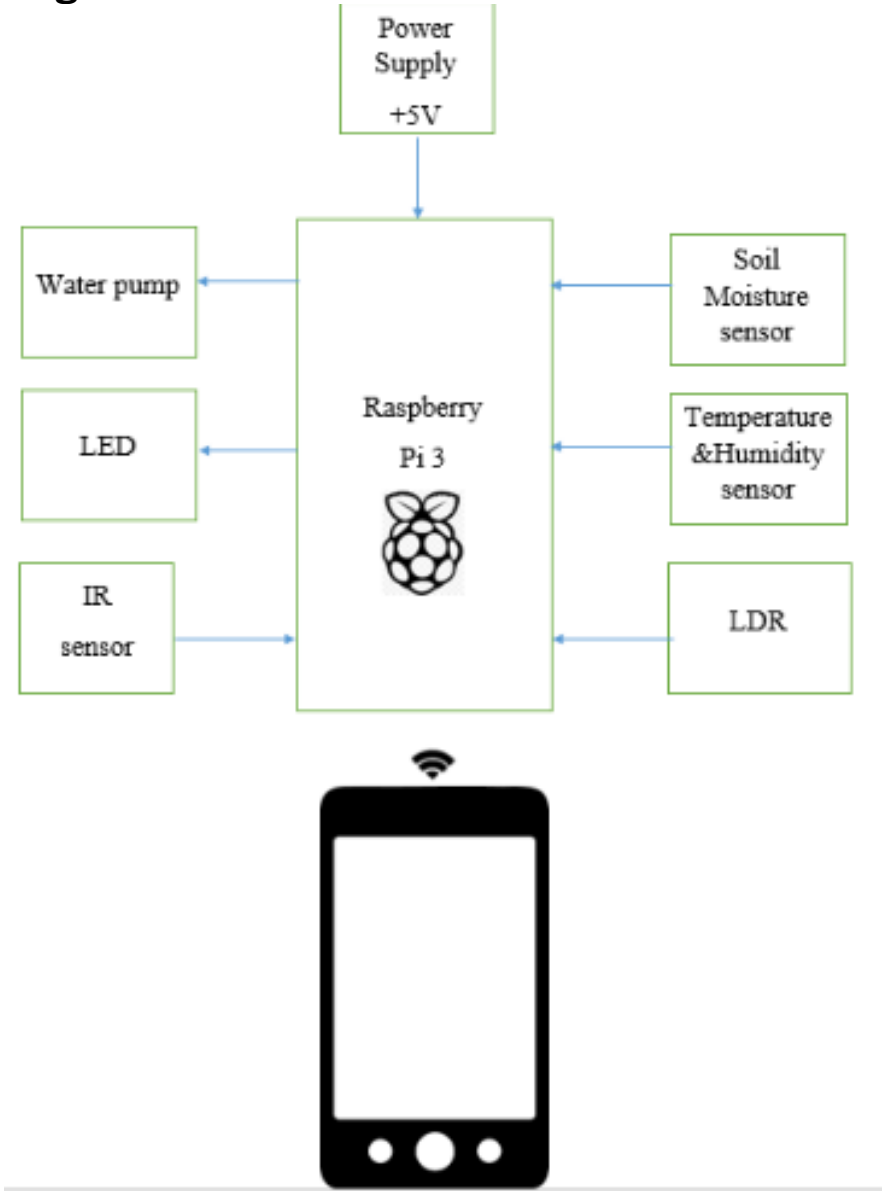 Power
Supply
+5V
Water pump
Soil
Moisture
sensor
Raspberry
Pi 3
LED
Temperature
&Humidity
sensor
IR
sensor
LDR